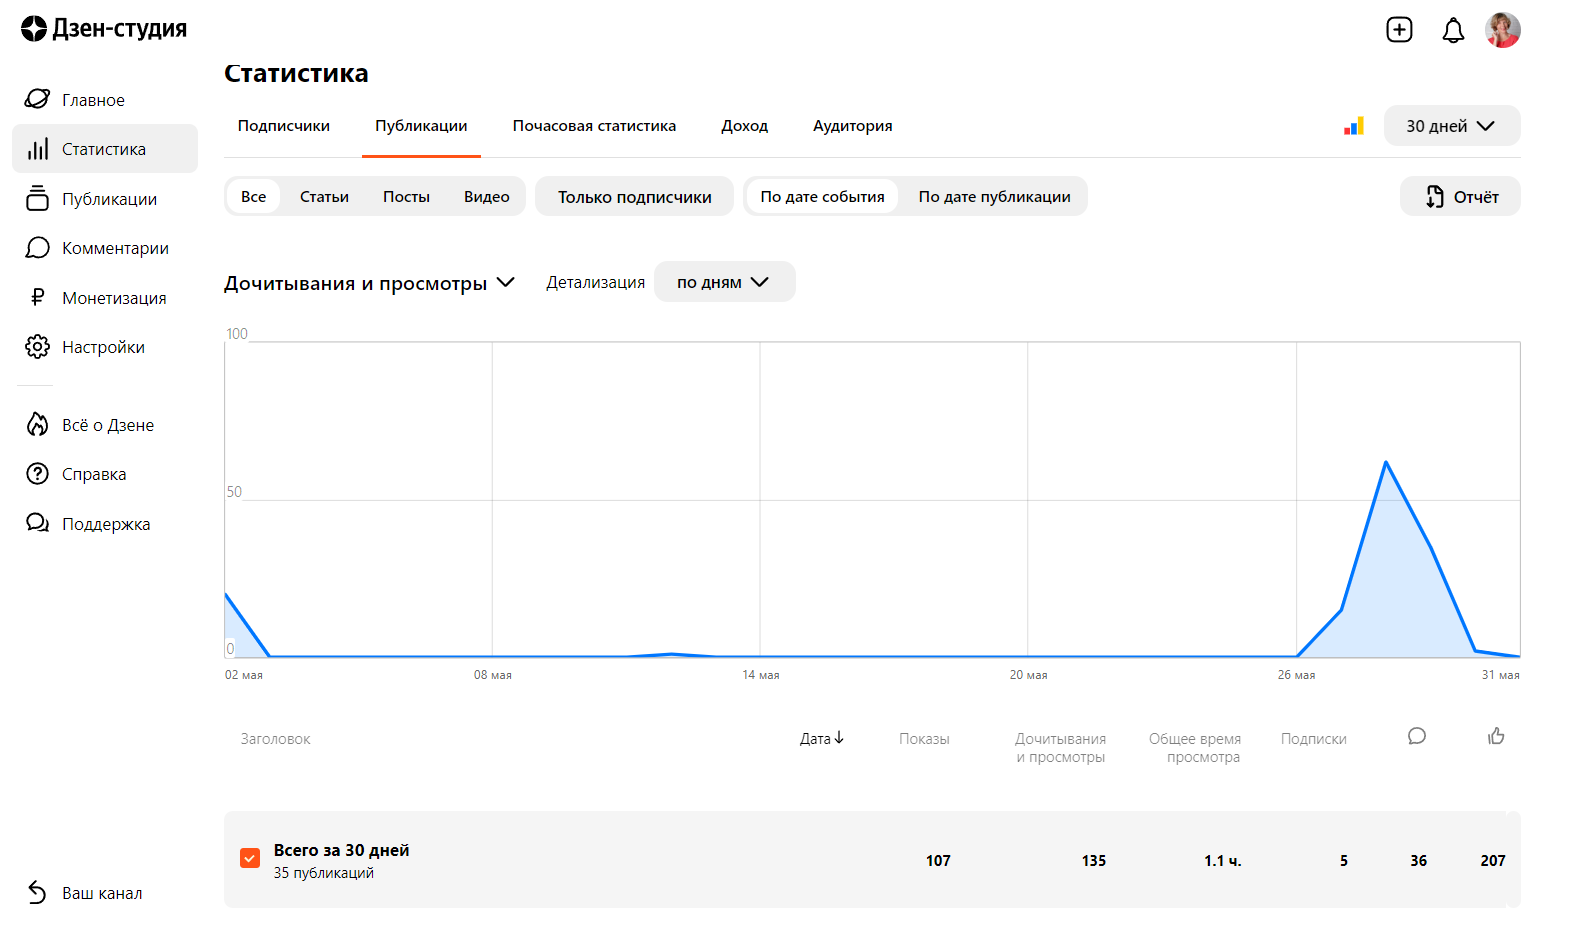 Дзен-студия
Главное
Статистика
Публикации
Комментарии
Монетизация
Настройки
Всё о Дзене
Справка
Поддержка
Ваш канал
Статистика
Подписчики Публикации Почасовая статистика Доход Аудитория 30 дней
Все Статьи Посты Видео Только подписчики По дате события По дате публикации Отчёт
Дочитывания и просмотры Детализация по дням
100
50
0
02 мая 08 мая 14 мая 20 мая 26 мая 31 мая
Заголовок Дата↓ Показы Дочитывания и просмотры Общее время просмотра Подписки
Всего за 30 дней 107 135 1.1 ч. 5 36 207
35 публикаций